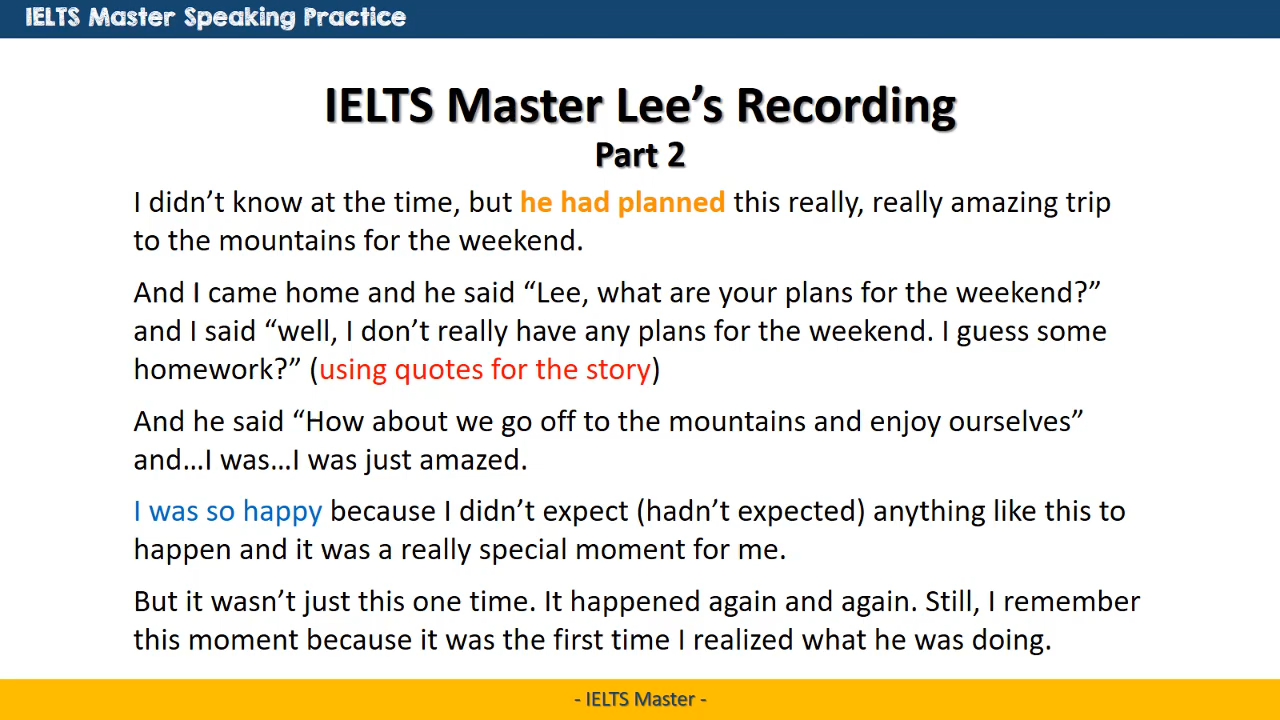 IELTS Master Speaking Practice
IELTS Master Lee’s Recording
Part 2
I didn’t know at the time, but he had planned this really, really amazing trip
to the mountains for the weekend.
And I came home and he said “Lee, what are your plans for the weekend?”
and I said “well, I don’t really have any plans for the weekend. I guess some
homework?” (using quotes for the story)
And he said “How about we go off to the mountains and enjoy ourselves”
and…I was…I was just amazed.
I was so happy because I didn’t expect (hadn’t expected) anything like this to
happen and it was a really special moment for me.
But it wasn’t just this one time. It happened again and again. Still, I remember
this moment because it was the first time I realized what he was doing.
- IELTS Master -